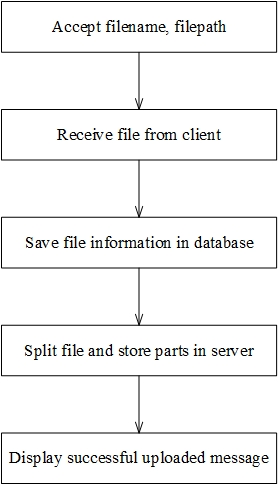 Accept filename, filepath
Receive file from client
Save file information in database
Split file and store parts in server
Display successful uploaded message